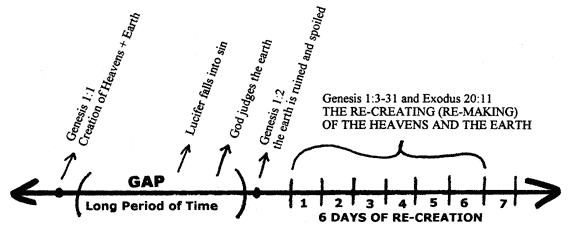 Genesis 1:1
Creation of Heavens + Earth
Lucifer falls into sin
God judges the earth
Genesis 1:2
the earth is ruined and spoiled
Genesis 1:3-31 and Exodus 20:11
THE RE-CREATING (RE-MAKING)
OF THE HEAVENS AND THE EARTH
GAP
Long Period of Time
1 2 3 4 5 6 7
6 DAYS OF RE-CREATION